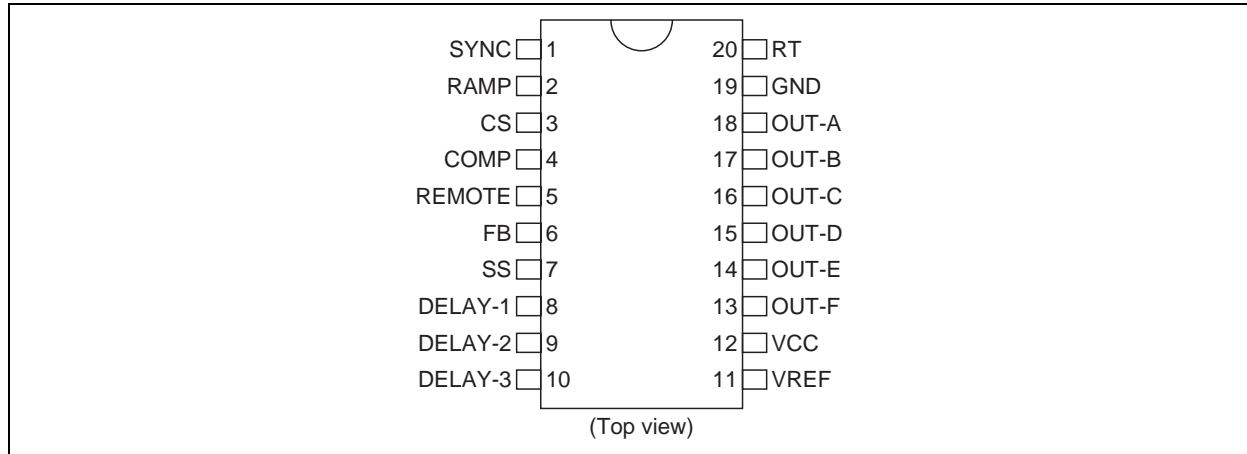 SYNC 1 20 RT
RAMP 2 19 GND
CS 3 18 OUT-A
COMP 4 17 OUT-B
REMOTE 5 16 OUT-C
FB 6 15 OUT-D
SS 7 14 OUT-E
DELAY-1 8 13 OUT-F
DELAY-2 9 12 VCC
DELAY-3 10 11 VREF
(Top view)